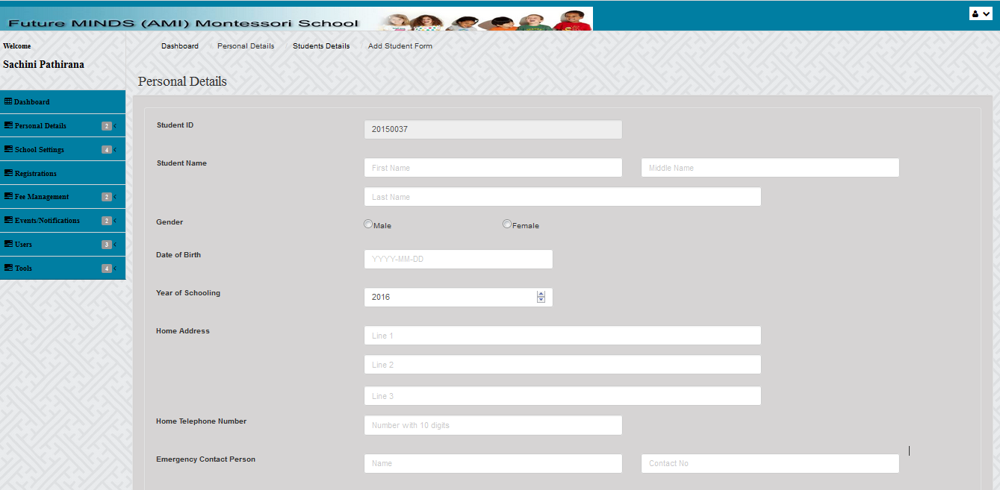 Future MINDS (AMI) Montessori School
Welcome
Sachini Pathirana
Dashboard Personal Details Students Details Add Student Form
Personal Details
Dashboard
Personal Details 2
School Settings 4
Registrations
Fee Management 2
Events/Notifications 2
Users 3
Tools 4
Student ID 20150037
Student Name First Name Middle Name
Last Name
Gender Male Female
Date of Birth YYYY-MM-DD
Year of Schooling 2016
Home Address Line 1
Line 2
Line 3
Home Telephone Number Number with 10 digits
Emergency Contact Person Name Contact No